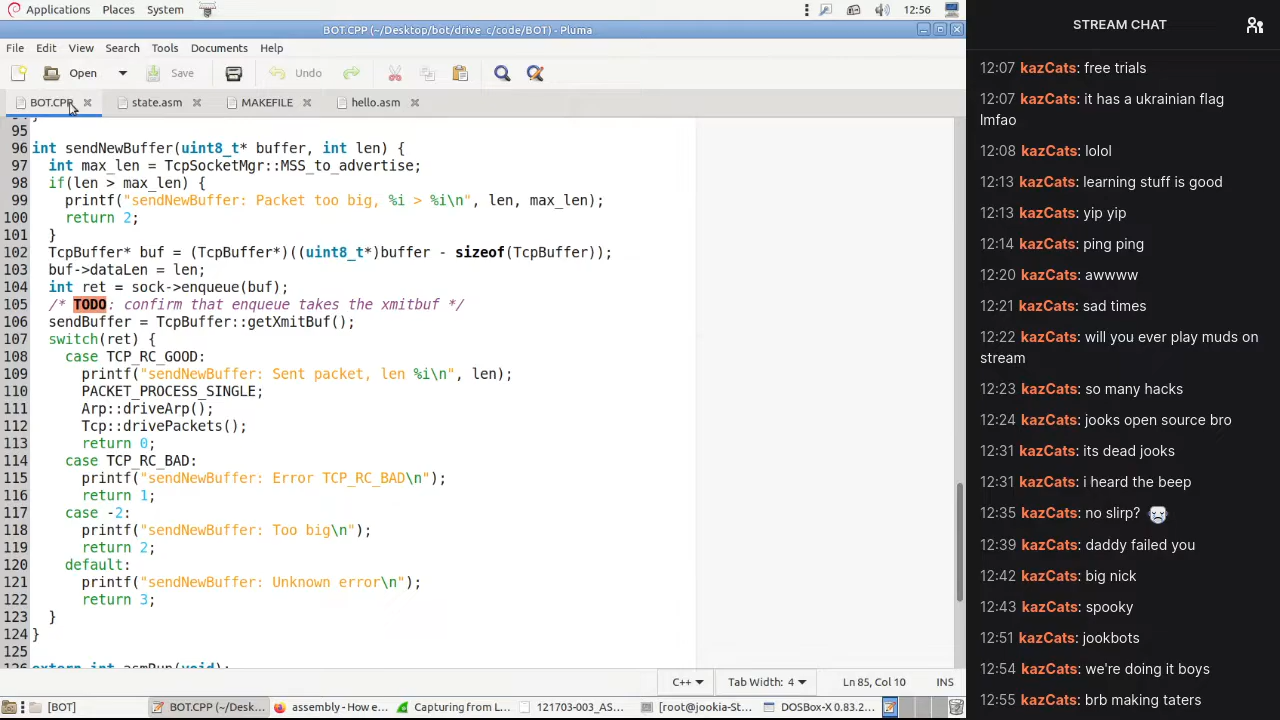 Applications Places System 12:56
BOT.CPP (~/Desktop/bot/drive_c/code/BOT) - Pluma
File Edit View Search Tools Documents Help
Open Save Undo
BOT.CPP state.asm MAKEFILE hello.asm
95
96 int sendNewBuffer(uint8_t* buffer, int len) {
97 int max_len = TcpSocketMgr::MSS_to_advertise;
98 if(len > max_len) {
99 printf("sendNewBuffer: Packet too big, %i > %i\n", len, max_len);
100 return 2;
101 }
102 TcpBuffer* buf = (TcpBuffer*)((uint8_t*)buffer - sizeof(TcpBuffer));
103 buf->dataLen = len;
104 int ret = sock->enqueue(buf);
105 /* TODO: confirm that enqueue takes the xmitbuf */
106 sendBuffer = TcpBuffer::getXmitBuf();
107 switch(ret) {
108 case TCP_RC_GOOD:
109 printf("sendNewBuffer: Sent packet, len %i\n", len);
110 PACKET_PROCESS_SINGLE;
111 Arp::driveArp();
112 Tcp::drivePackets();
113 return 0;
114 case TCP_RC_BAD:
115 printf("sendNewBuffer: Error TCP_RC_BAD\n");
116 return 1;
117 case -2:
118 printf("sendNewBuffer: Too big\n");
119 return 2;
120 default:
121 printf("sendNewBuffer: Unknown error\n");
122 return 3;
123 }
124 }
125
126 extern int asmRun(void);
C++ Tab Width: 4 Ln 85, Col 10 INS
[BOT] BOT.CPP (~/Desk... assembly - How e... Capturing from L... 121703-003_AS... [root@jookia-St... DOSBox-X 0.83.2...
STREAM CHAT
12:07 kazCats: free trials
12:07 kazCats: it has a ukrainian flag
lmfao
12:08 kazCats: lolol
12:13 kazCats: learning stuff is good
12:13 kazCats: yip yip
12:14 kazCats: ping ping
12:20 kazCats: awwww
12:21 kazCats: sad times
12:22 kazCats: will you ever play muds on
stream
12:23 kazCats: so many hacks
12:24 kazCats: jooks open source bro
12:31 kazCats: its dead jooks
12:31 kazCats: i heard the beep
12:35 kazCats: no slirp?
12:39 kazCats: daddy failed you
12:42 kazCats: big nick
12:43 kazCats: spooky
12:51 kazCats: jookbots
12:54 kazCats: we're doing it boys
12:55 kazCats: brb making taters